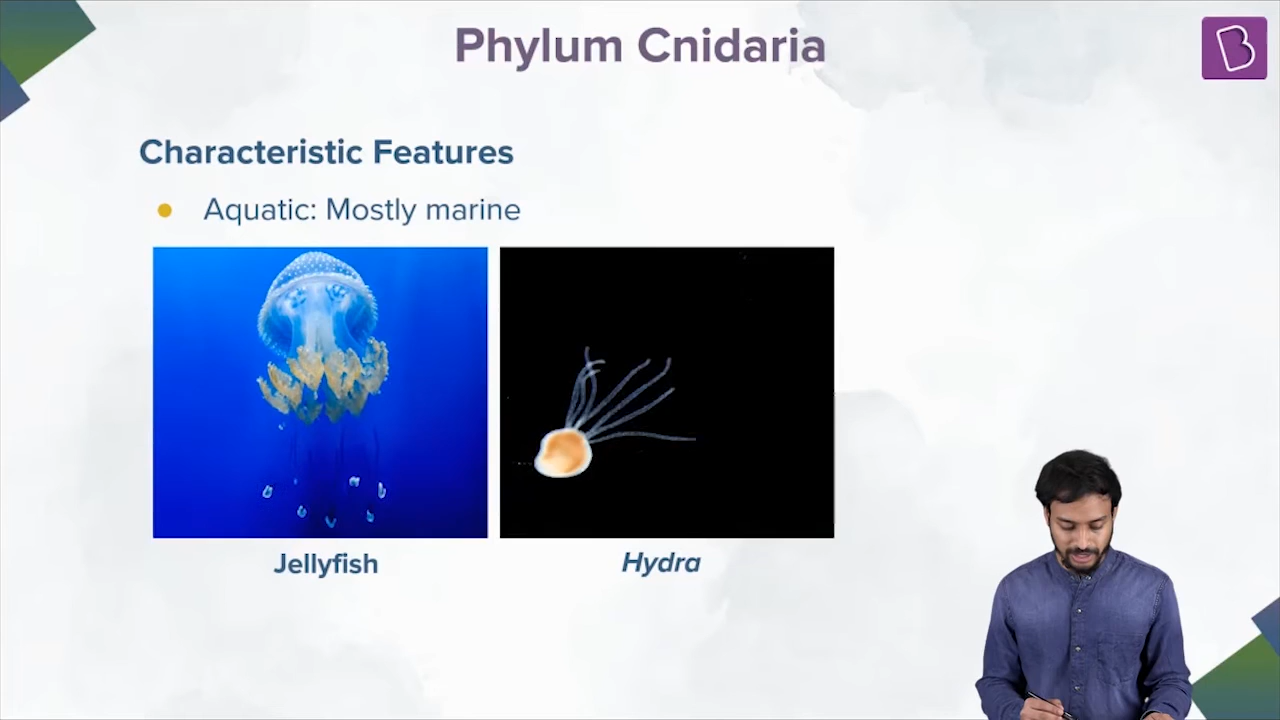 Phylum Cnidaria
B
Characteristic Features
Aquatic: Mostly marine
Jellyfish
Hydra